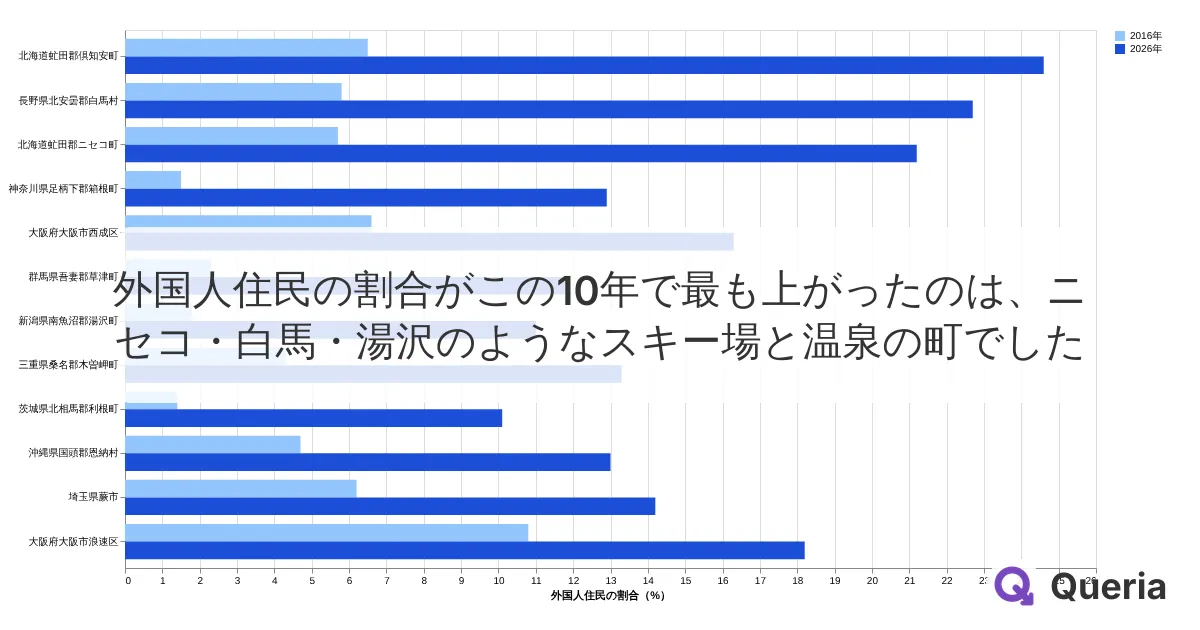 2016年
2026年
北海道虻田郡倶知安町
長野県北安曇郡白馬村
北海道虻田郡ニセコ町
神奈川県足柄下郡箱根町
大阪府大阪市西成区
群馬県吾妻郡草津町
新潟県南魚沼郡湯沢町
三重県桑名郡木曽岬町
茨城県北相馬郡利根町
沖縄県国頭郡恩納村
埼玉県蕨市
大阪府大阪市浪速区
外国人住民の割合がこの10年で最も上がったのは、ニ
セコ・白馬・湯沢のようなスキー場と温泉の町でした
0 1 2 3 4 5 6 7 8 9 10 11 12 13 14 15 16 17 18 19 20 21 22
外国人住民の割合（%）
Queria